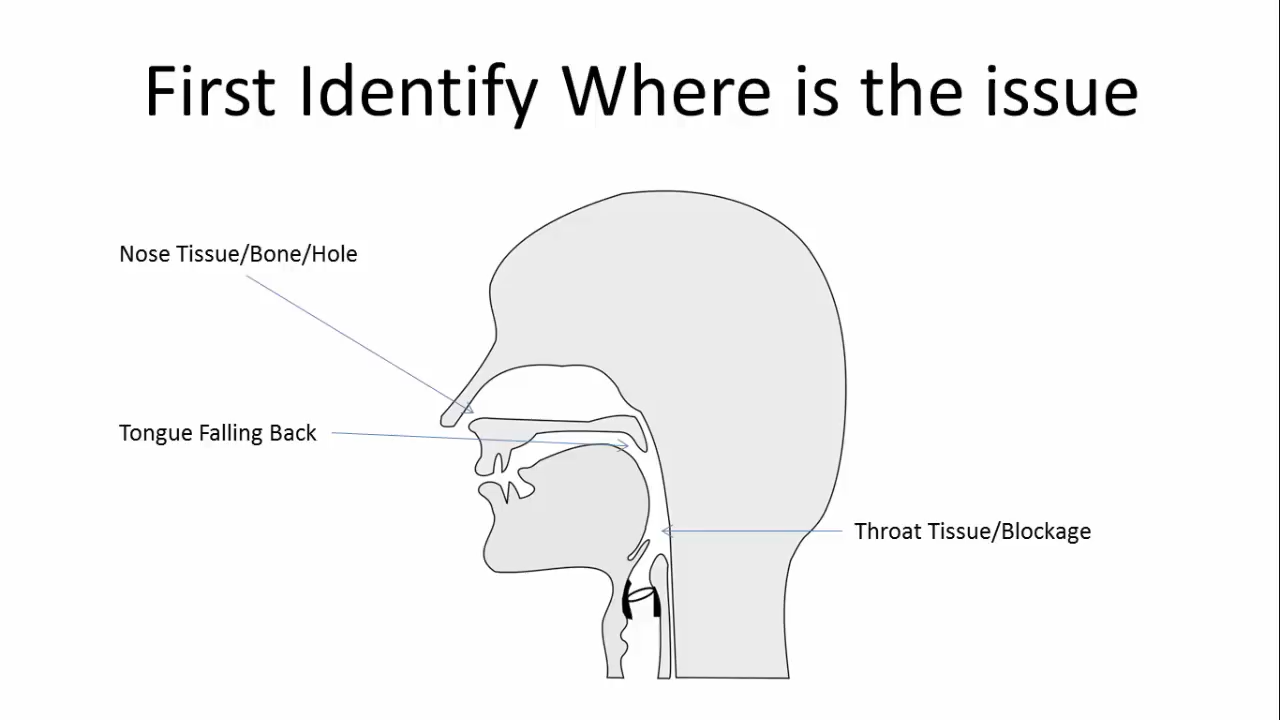 First Identify Where is the issue
Nose Tissue/Bone/Hole
Tongue Falling Back
Throat Tissue/Blockage